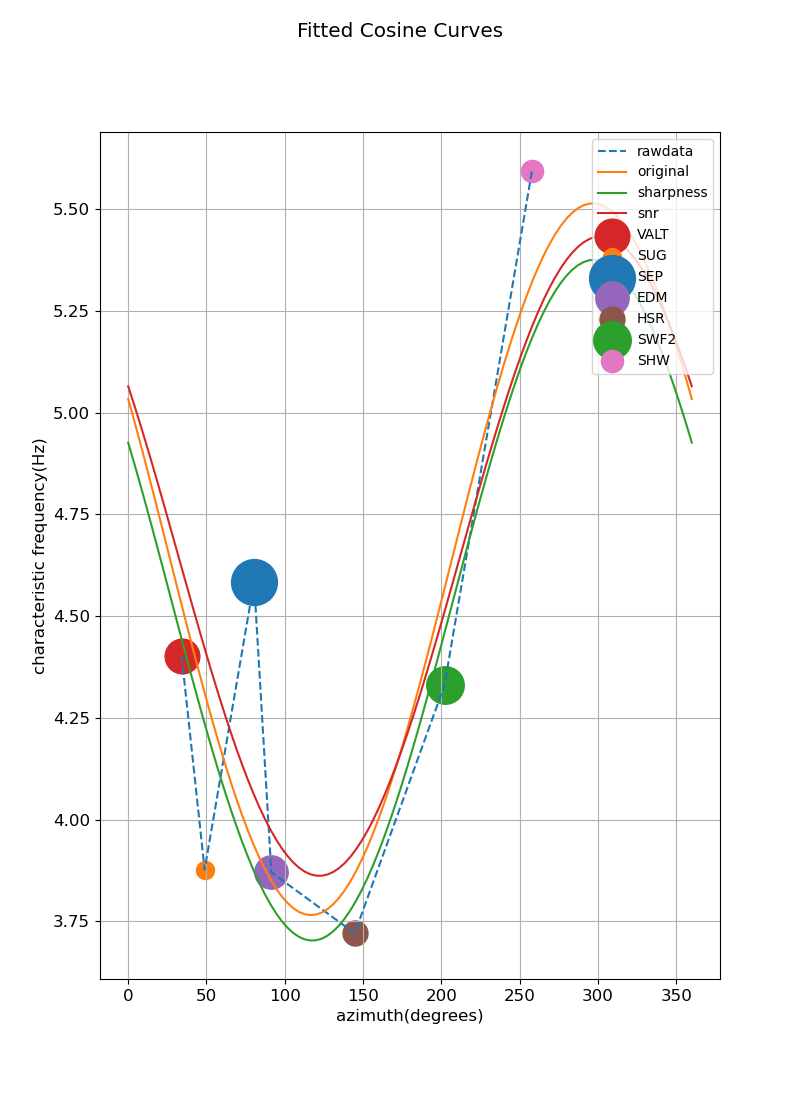 Fitted Cosine Curves
characteristic frequency(Hz)
5.50
5.25
5.00
4.75
4.50
4.25
4.00
3.75
rawdata
original
sharpness
snr
VALT
SUG
SEP
EDM
HSR
SWF2
SHW
0 50 100 150 200 250 300 350
azimuth(degrees)